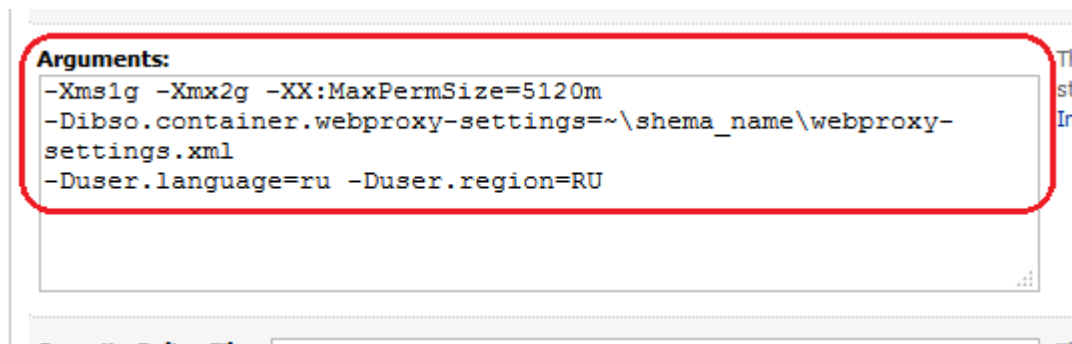 Arguments:
-Xms1g -Xmx2g -XX:MaxPermSize=5120m
-Dibso.container.webproxy-settings=~\shema_name\webproxy-
settings.xml
-Duser.language=ru -Duser.region=RU